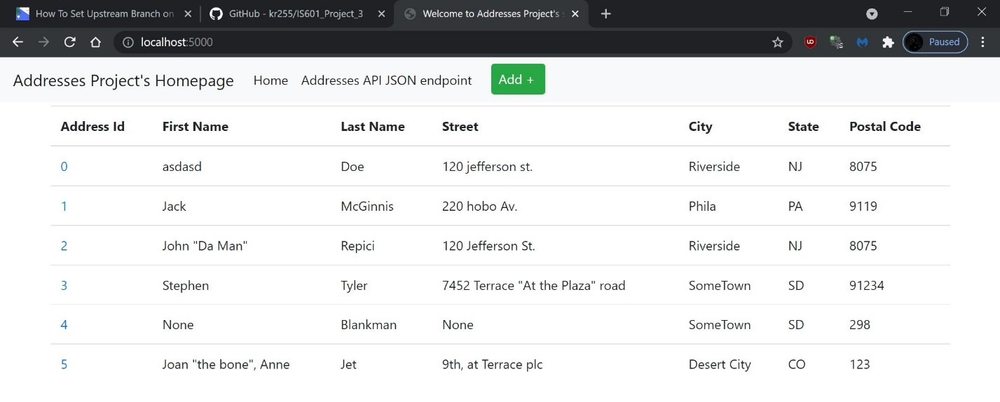 How To Set Upstream Branch on
GitHub - kr255/IS601_Project_3
Welcome to Addresses Project's
localhost:5000
Paused
Addresses Project's Homepage Home Addresses API JSON endpoint Add +
Address Id First Name Last Name Street City State Postal Code
0 asdasd Doe 120 jefferson st. Riverside NJ 8075
1 Jack McGinnis 220 hobo Av. Phila PA 9119
2 John "Da Man" Repici 120 Jefferson St. Riverside NJ 8075
3 Stephen Tyler 7452 Terrace "At the Plaza" road SomeTown SD 91234
4 None Blankman None SomeTown SD 298
5 Joan "the bone", Anne Jet 9th, at Terrace plc Desert City CO 123